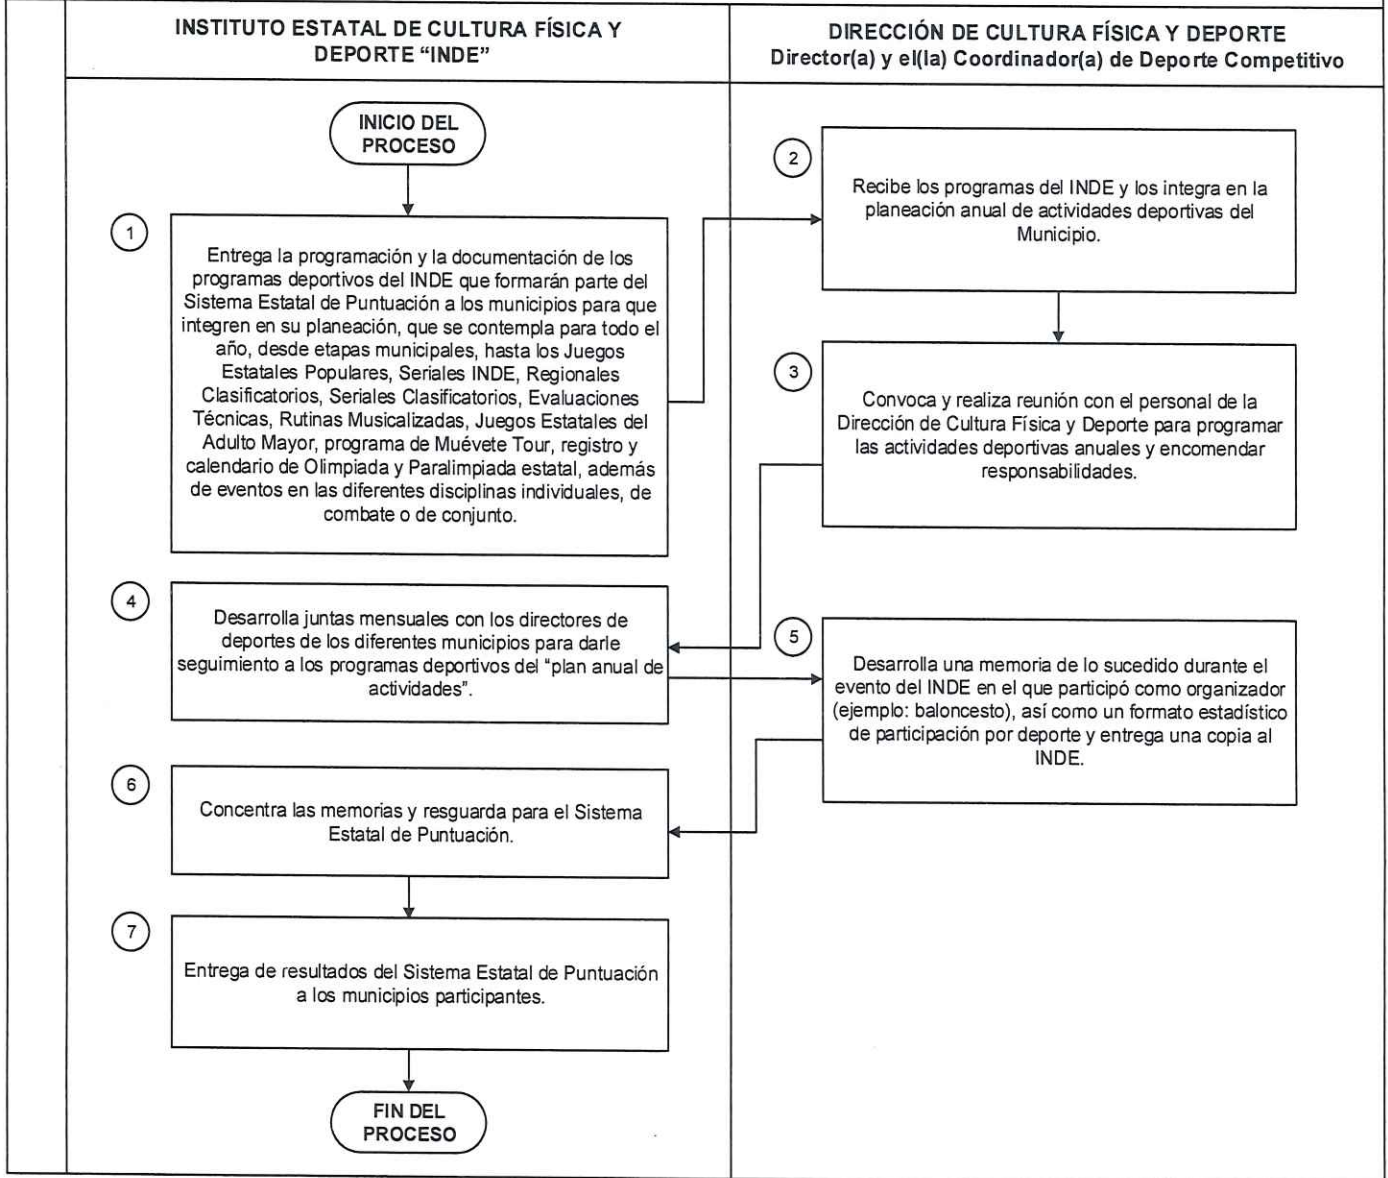 INSTITUTO ESTATAL DE CULTURA FÍSICA Y
DEPORTE “INDE”
DIRECCIÓN DE CULTURA FÍSICA Y DEPORTE
Director(a) y el(la) Coordinador(a) de Deporte Competitivo
INICIO DEL
PROCESO
1
Entrega la programación y la documentación de los
programas deportivos del INDE que formarán parte del
Sistema Estatal de Puntuación a los municipios para que
integren en su planeación, que se contempla para todo el
año, desde etapas municipales, hasta los Juegos
Estatales Populares, Seriales INDE, Regionales
Clasificatorios, Seriales Clasificatorios, Evaluaciones
Técnicas, Rutinas Musicalizadas, Juegos Estatales del
Adulto Mayor, programa de Muévete Tour, registro y
calendario de Olimpiada y Paralimpiada estatal, además
de eventos en las diferentes disciplinas individuales, de
combate o de conjunto.
2
Recibe los programas del INDE y los integra en la
planeación anual de actividades deportivas del
Municipio.
3
Convoca y realiza reunión con el personal de la
Dirección de Cultura Física y Deporte para programar
las actividades deportivas anuales y encomendar
responsabilidades.
4
Desarrolla juntas mensuales con los directores de
deportes de los diferentes municipios para darle
seguimiento a los programas deportivos del “plan anual de
actividades”.
5
Desarrolla una memoria de lo sucedido durante el
evento del INDE en el que participó como organizador
(ejemplo: baloncesto), así como un formato estadístico
de participación por deporte y entrega una copia al
INDE.
6
Concentra las memorias y resguarda para el Sistema
Estatal de Puntuación.
7
Entrega de resultados del Sistema Estatal de Puntuación
a los municipios participantes.
FIN DEL
PROCESO